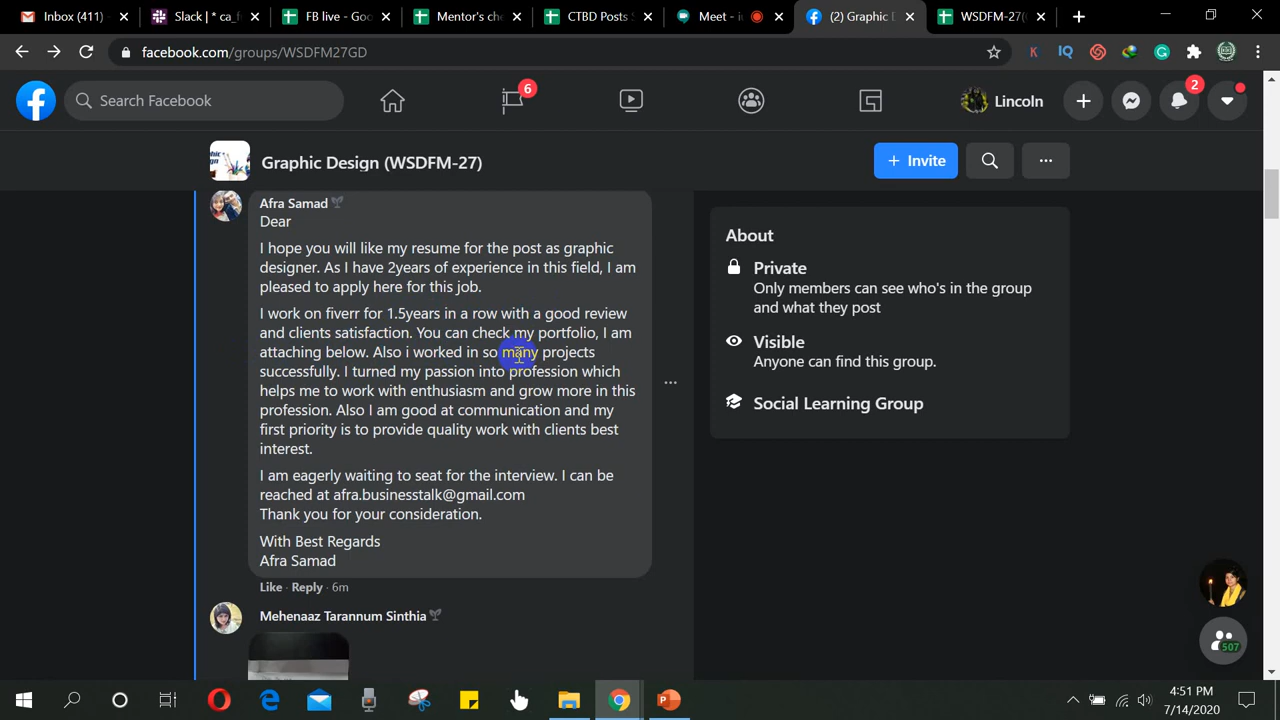 Inbox (411) -
Slack | * ca_f
FB live - Goo
Mentor's che
CTBD Posts S
Meet - iu
(2) Graphic D
WSDFM-27(G
facebook.com/groups/WSDFM27GD
K
IQ
Search Facebook
6
Lincoln
2
Graphic Design (WSDFM-27)
+ Invite
Afra Samad
Dear
I hope you will like my resume for the post as graphic
designer. As I have 2years of experience in this field, I am
pleased to apply here for this job.
I work on fiverr for 1.5years in a row with a good review
and clients satisfaction. You can check my portfolio, I am
attaching below. Also i worked in so many projects
successfully. I turned my passion into profession which
helps me to work with enthusiasm and grow more in this
profession. Also I am good at communication and my
first priority is to provide quality work with clients best
interest.
I am eagerly waiting to seat for the interview. I can be
reached at afra.businesstalk@gmail.com
Thank you for your consideration.
With Best Regards
Afra Samad
Like · Reply · 6m
Mehenaaz Tarannum Sinthia
About
Private
Only members can see who's in the group
and what they post
Visible
Anyone can find this group.
Social Learning Group
507
4:51 PM
7/14/2020